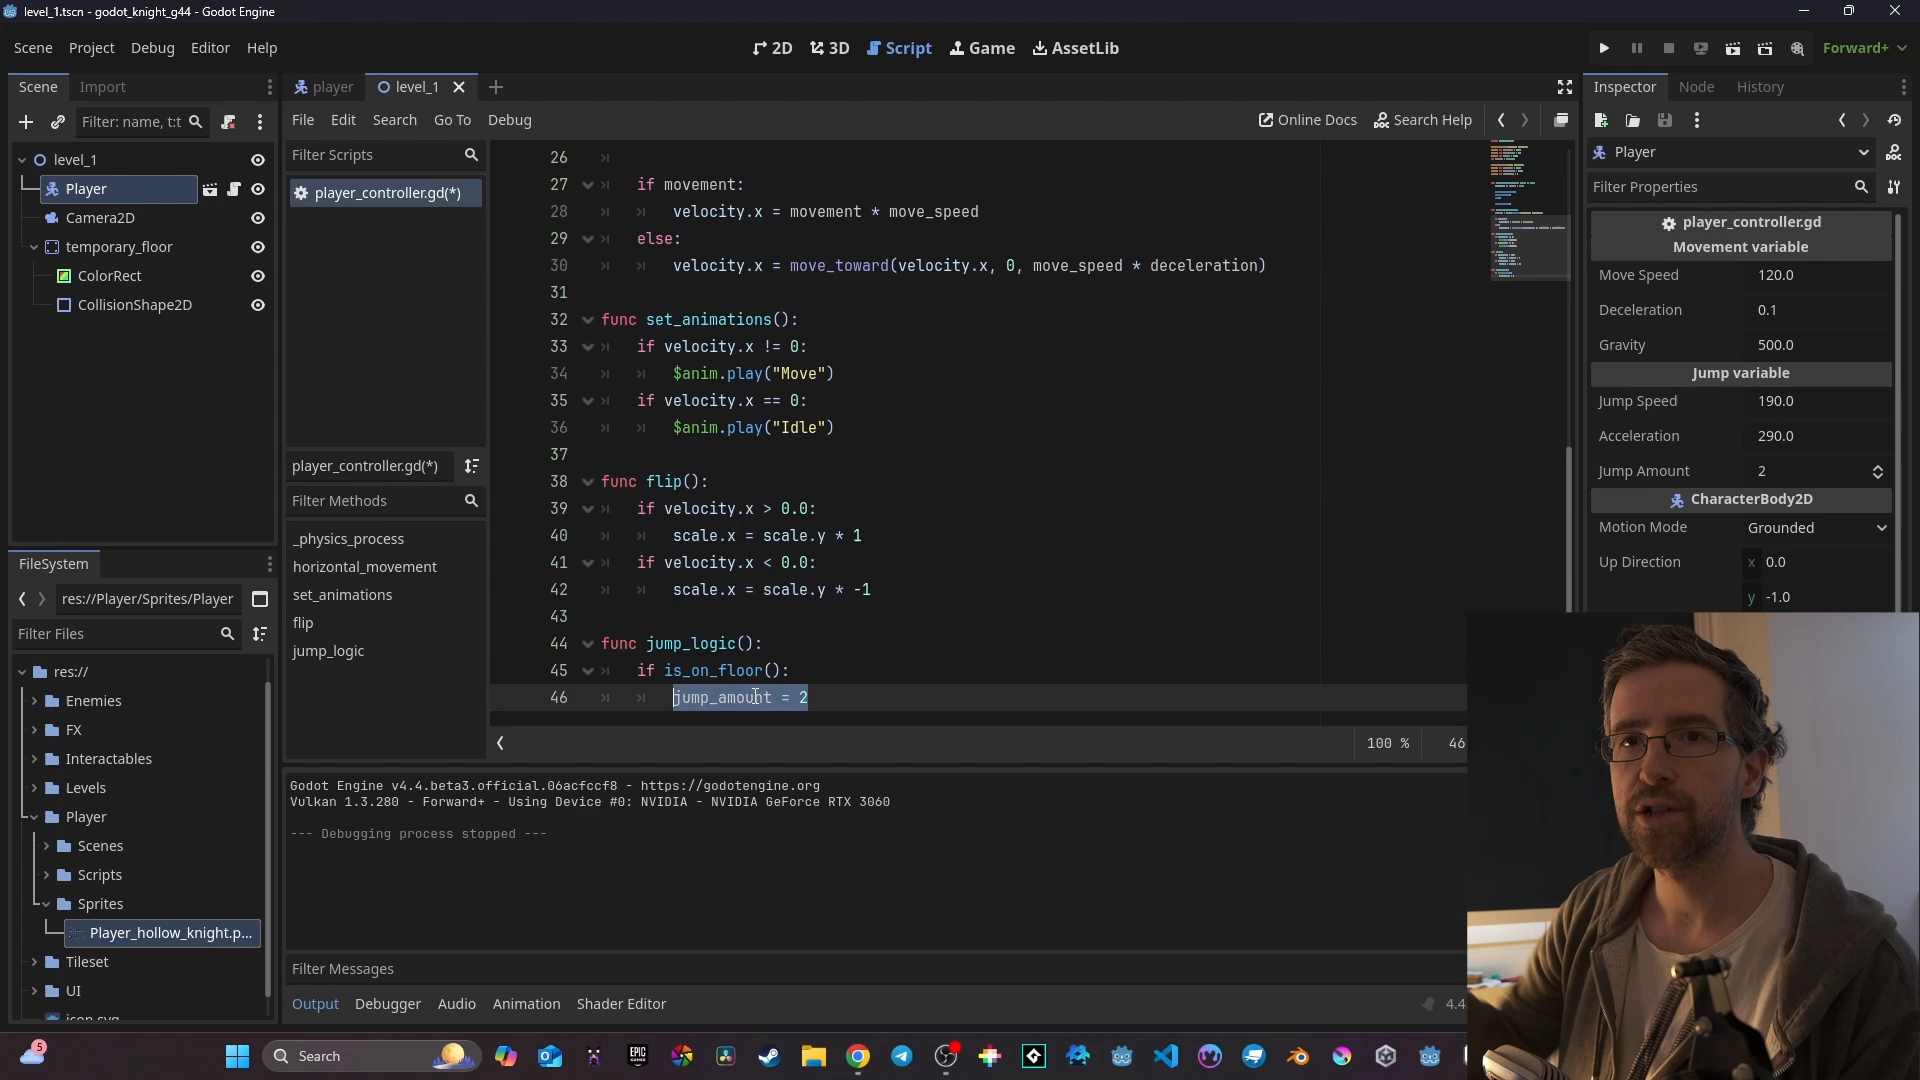 level_1.tscn - godot_knight_g44 - Godot Engine
Scene Project Debug Editor Help
2D 3D Script Game AssetLib
Forward+
Scene Import
Filter: name, t:t
level_1
Player
Camera2D
temporary_floor
ColorRect
CollisionShape2D
FileSystem
res://Player/Sprites/Player
Filter Files
res://
Enemies
FX
Interactables
Levels
Player
Scenes
Scripts
Sprites
Player_hollow_knight.p...
Tileset
UI
icon.svg
player level_1
File Edit Search Go To Debug
Online Docs Search Help
Filter Scripts
player_controller.gd(*)
player_controller.gd(*)
Filter Methods
_physics_process
horizontal_movement
set_animations
flip
jump_logic
26
27 if movement:
28 velocity.x = movement * move_speed
29 else:
30 velocity.x = move_toward(velocity.x, 0, move_speed * deceleration)
31
32 func set_animations():
33 if velocity.x != 0:
34 $anim.play("Move")
35 if velocity.x == 0:
36 $anim.play("Idle")
37
38 func flip():
39 if velocity.x > 0.0:
40 scale.x = scale.y * 1
41 if velocity.x < 0.0:
42 scale.x = scale.y * -1
43
44 func jump_logic():
45 if is_on_floor():
46 jump_amount = 2
100 % 46
Godot Engine v4.4.beta3.official.06acfccf8 - https://godotengine.org
Vulkan 1.3.280 - Forward+ - Using Device #0: NVIDIA - NVIDIA GeForce RTX 3060
--- Debugging process stopped ---
Filter Messages
Output Debugger Audio Animation Shader Editor
4.4
Inspector Node History
Player
Filter Properties
player_controller.gd
Movement variable
Move Speed 120.0
Deceleration 0.1
Gravity 500.0
Jump variable
Jump Speed 190.0
Acceleration 290.0
Jump Amount 2
CharacterBody2D
Motion Mode Grounded
Up Direction x 0.0
y -1.0
5
Search
EPIC GAMES